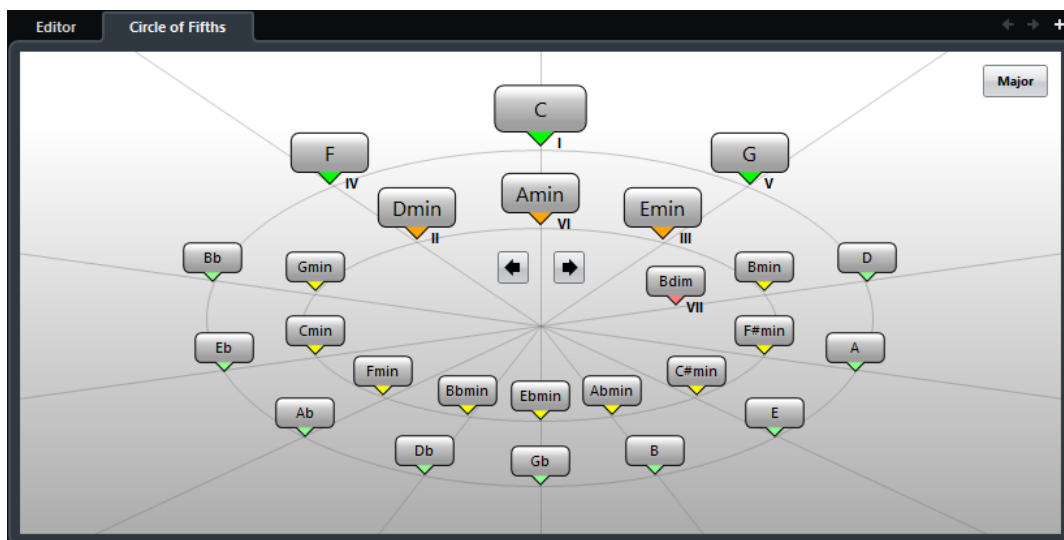 Editor
Circle of Fifths
Major
C
I
F
IV
G
V
Amin
VI
Dmin
II
Emin
III
Bb
Gmin
Bdim
VII
Bmin
D
Eb
Cmin
F#min
A
Fmin
C#min
Bbmin
Ebmin
Abmin
Ab
E
Db
Gb
B